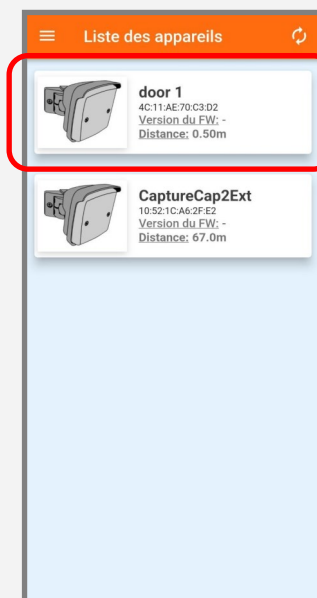 Liste des appareils
door 1
4C:11:AE:70:C3:D2
Version du FW: -
Distance: 0.50m
CaptureCap2Ext
10:52:1C:A6:2F:E2
Version du FW: -
Distance: 67.0m